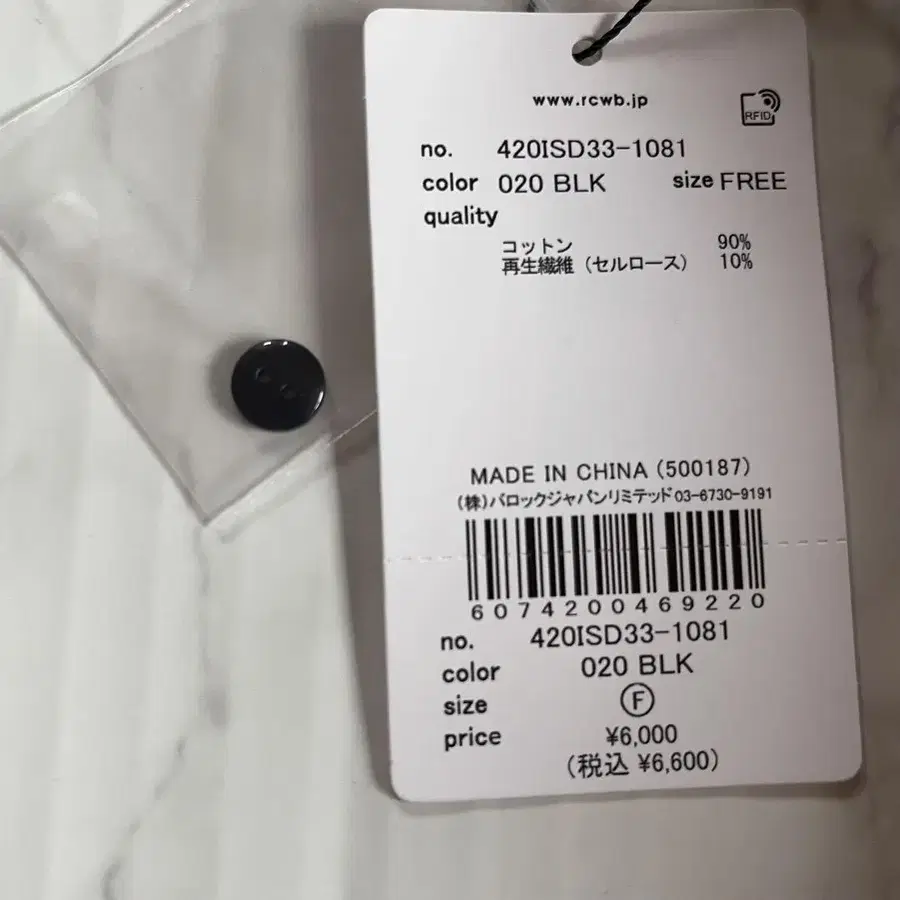 www.rcwb.jp
RFID
no. 420ISD33-1081
color 020 BLK size FREE
quality
コットン 90%
再生繊維（セルロース） 10%
MADE IN CHINA (500187)
(株)バロックジャパンリミテッド 03-6730-9191
6074200469220
no. 420ISD33-1081
color 020 BLK
size F
price ¥6,000
(税込 ¥6,600)